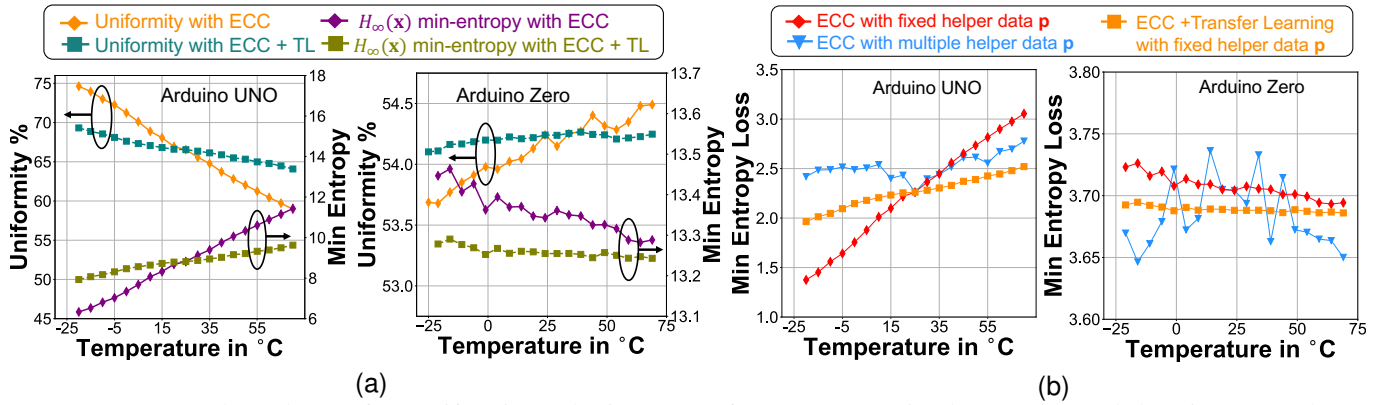 Uniformity with ECC
H∞(x) min-entropy with ECC
Uniformity with ECC + TL
H∞(x) min-entropy with ECC + TL
Uniformity %
75
70
65
60
55
50
45
Arduino UNO
18
16
14
12
10
8
6
Min Entropy
−25
-5
15
35
55
Temperature in °C
Uniformity %
54.5
54.0
53.5
53.0
Arduino Zero
13.7
13.6
13.5
13.4
13.3
13.2
13.1
Min Entropy
−25
0
25
50
75
Temperature in °C
(a)
ECC with fixed helper data p
ECC with multiple helper data p
ECC +Transfer Learning
with fixed helper data p
Min Entropy Loss
3.5
3.0
2.5
2.0
1.5
1.0
Arduino UNO
−25
-5
15
35
55
Temperature in °C
Min Entropy Loss
3.80
3.75
3.70
3.65
3.60
Arduino Zero
−25
0
25
50
75
Temperature in °C
(b)